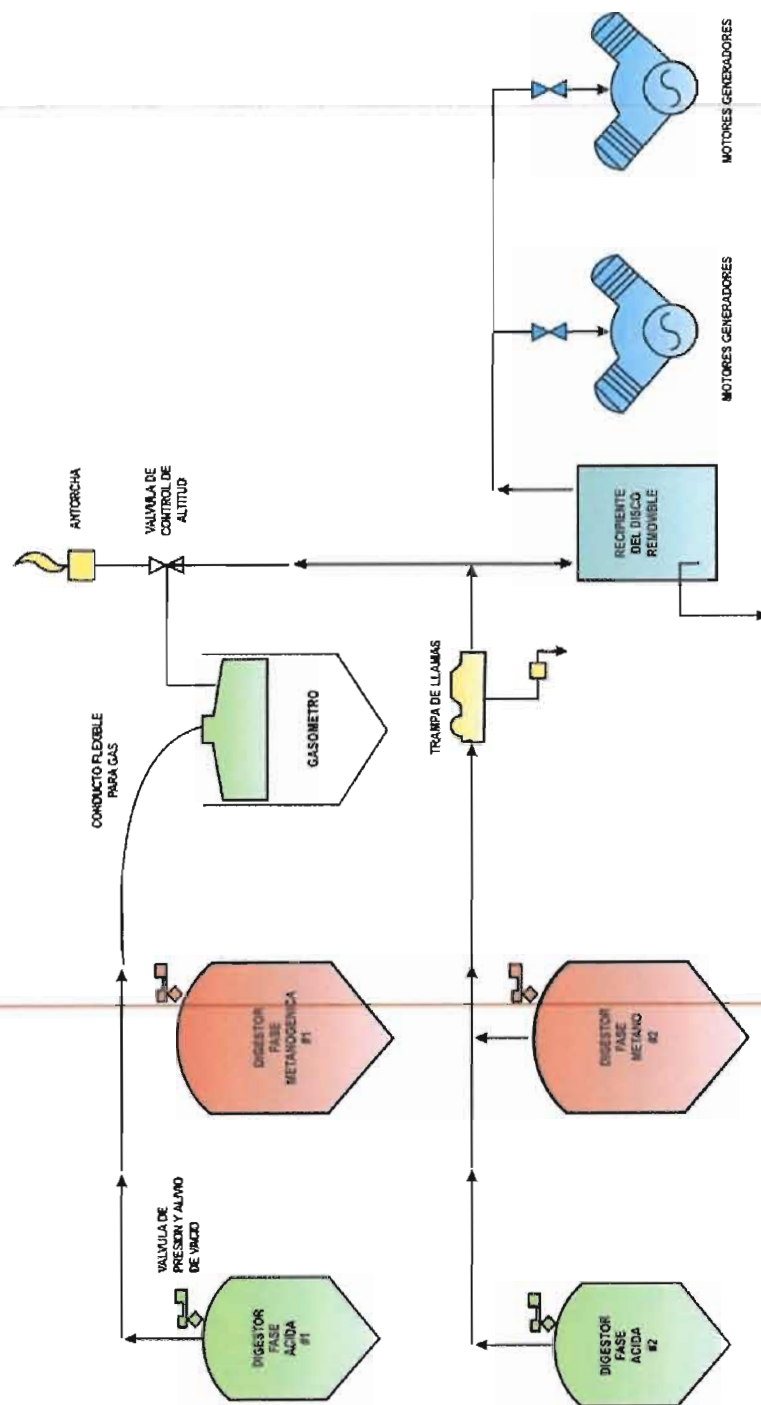 ANTORCHA
CONDUCTO FLEXIBLE
PARA GAS
VALVULA DE
CONTROL DE
ALTITUD
VALVULA DE
PRESION Y ALIVIO
DE VACIO
DIGESTOR
FASE
ACIDA
#1
DIGESTOR
FASE
METANOGENICA
#1
GASOMETRO
TRAMPA DE LLAMAS
DIGESTOR
FASE
ACIDA
#2
DIGESTOR
FASE
METANO
#2
RECIPIENTE
DEL DISCO
REMOVIBLE
MOTORES GENERADORES
MOTORES GENERADORES